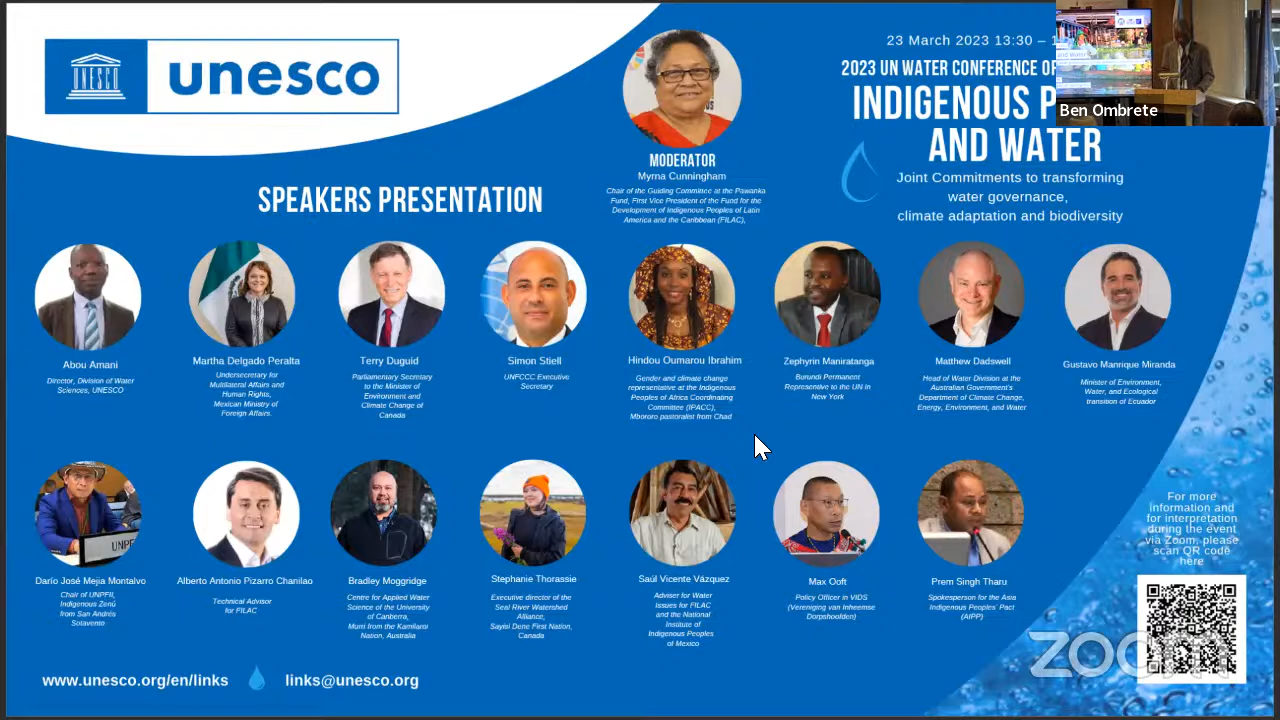 UNESCO
unesco
23 March 2023 13:30 – 1
2023 UN WATER CONFERENCE OF
INDIGENOUS P
AND WATER
Joint Commitments to transforming
water governance,
climate adaptation and biodiversity
Ben Ombrete
MODERATOR
Myrna Cunningham
Chair of the Guiding Committee at the Pawanka
Fund, First Vice President of the Fund for the
Development of Indigenous Peoples of Latin
America and the Caribbean (FILAC),
SPEAKERS PRESENTATION
Abou Amani
Director, Division of Water
Sciences, UNESCO
Martha Delgado Peralta
Undersecretary for
Multilateral Affairs and
Human Rights,
Mexican Ministry of
Foreign Affairs.
Terry Duguid
Parliamentary Secretary
to the Minister of
Environment and
Climate Change of
Canada
Simon Stiell
UNFCCC Executive
Secretary
Hindou Oumarou Ibrahim
Gender and climate change
representative at the Indigenous
Peoples of Africa Coordinating
Committee (IPACC),
Mbororo pastoralist from Chad
Zephyrin Maniratanga
Burundi Permanent
Representative to the UN in
New York
Matthew Dadswell
Head of Water Division at the
Australian Government's
Department of Climate Change,
Energy, Environment, and Water
Gustavo Manrique Miranda
Minister of Environment,
Water, and Ecological
transition of Ecuador
UNPF
Darío José Mejia Montalvo
Chair of UNPFII,
Indigenous Zenú
from San Andrés
Sotavento
Alberto Antonio Pizarro Chanilao
Technical Advisor
for FILAC
Bradley Moggridge
Centre for Applied Water
Science of the University
of Canberra,
Murri from the Kamilaroi
Nation, Australia
Stephanie Thorassie
Executive director of the
Seal River Watershed
Alliance,
Sayisi Dene First Nation,
Canada
Saúl Vicente Vázquez
Adviser for Water
Issues for FILAC
and the National
Institute of
Indigenous Peoples
of Mexico
Max Ooft
Policy Officer in VIDS
(Vereniging van Inheemse
Dorpshoofden)
Prem Singh Tharu
Spokesperson for the Asia
Indigenous Peoples' Pact
(AIPP)
For more
information and
for interpretation
during the event
via Zoom, please
scan QR code
here
zoom
www.unesco.org/en/links
links@unesco.org